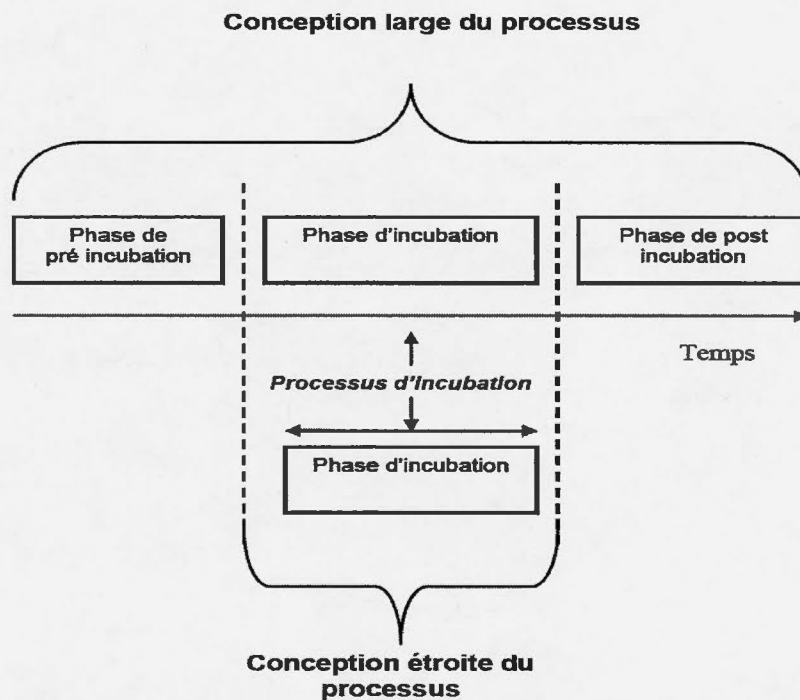 Conception large du processus
Phase de
pré incubation
Phase d'incubation
Phase de post
incubation
Temps
Processus d'incubation
Phase d'incubation
Conception étroite du
processus